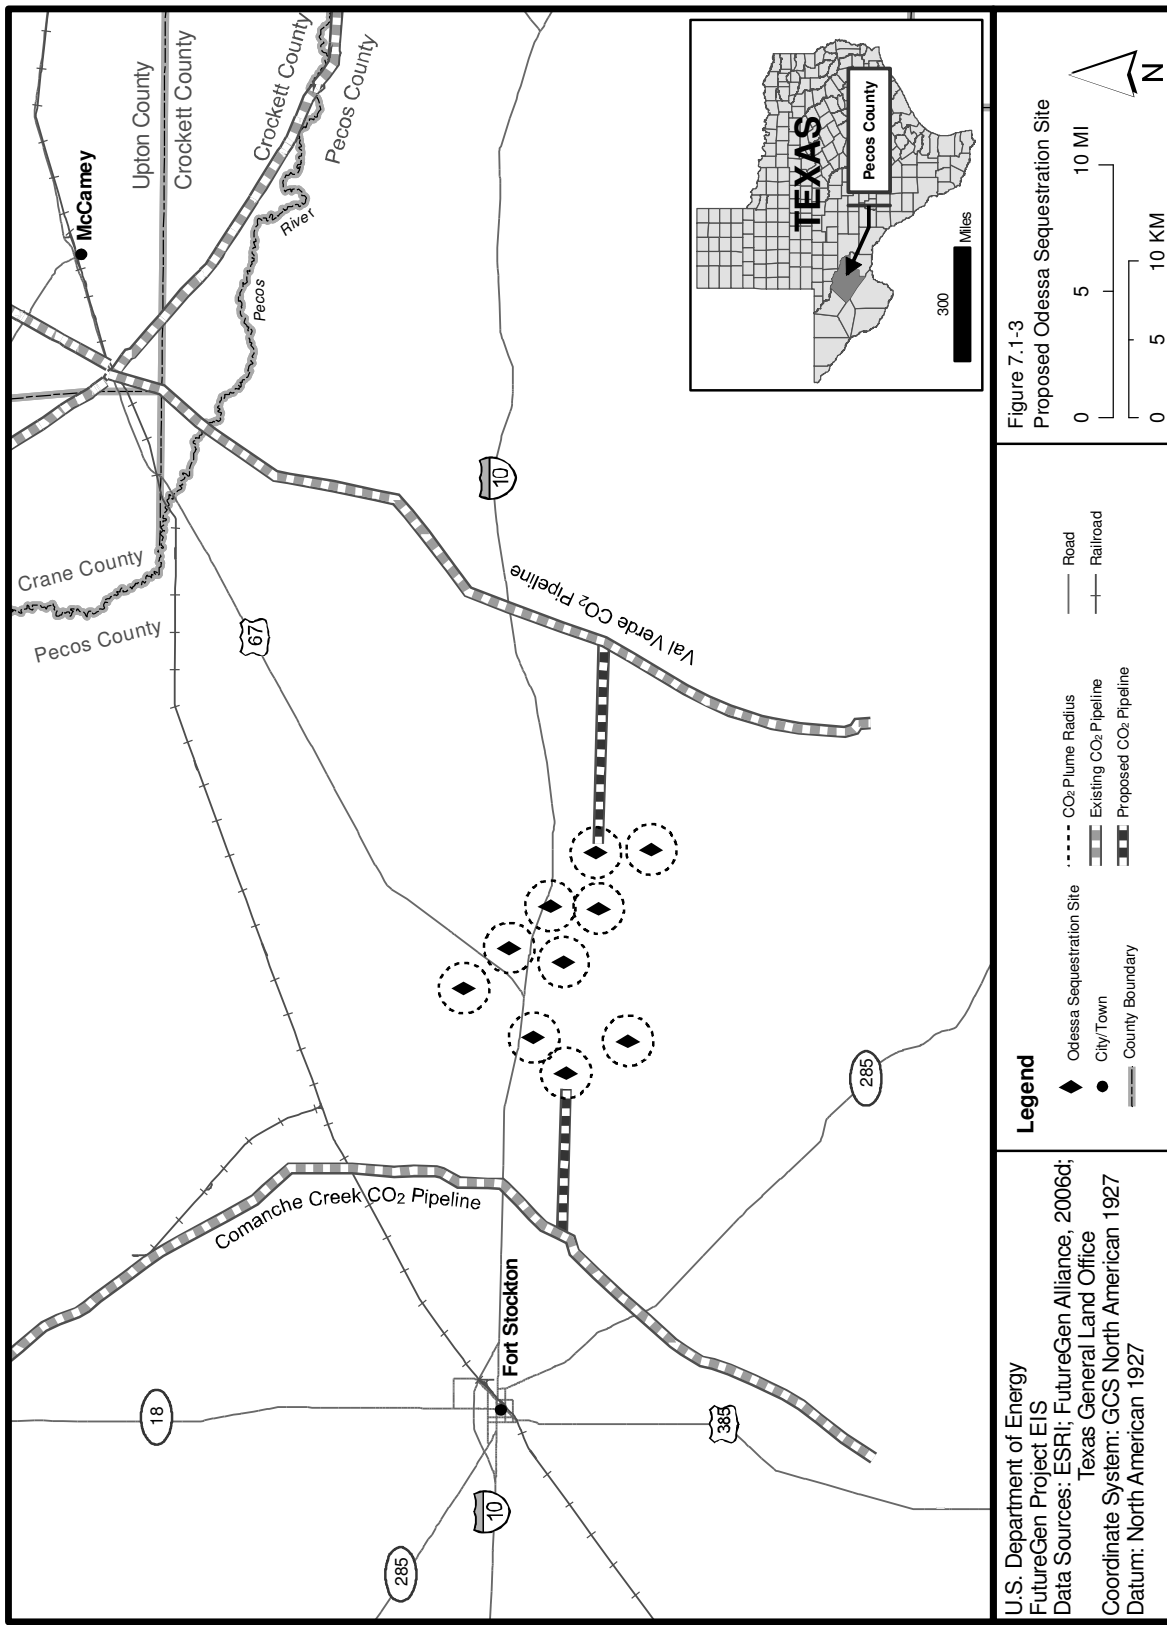 Upton County
Crockett County
Crockett County
Pecos County
McCamey
Pecos
River
Crane County
Pecos County
67
10
Val Verde CO2 Pipeline
Comanche Creek CO2 Pipeline
Fort Stockton
18
10
285
385
285
TEXAS
Pecos County
300
Miles
U.S. Department of Energy
FutureGen Project EIS
Data Sources: ESRI; FutureGen Alliance, 2006d;
Texas General Land Office
Coordinate System: GCS North American 1927
Datum: North American 1927
Legend
Odessa Sequestration Site
City/Town
County Boundary
CO2 Plume Radius
Existing CO2 Pipeline
Proposed CO2 Pipeline
Road
Railroad
Figure 7.1-3
Proposed Odessa Sequestration Site
0 5 10 MI
0 5 10 KM
N